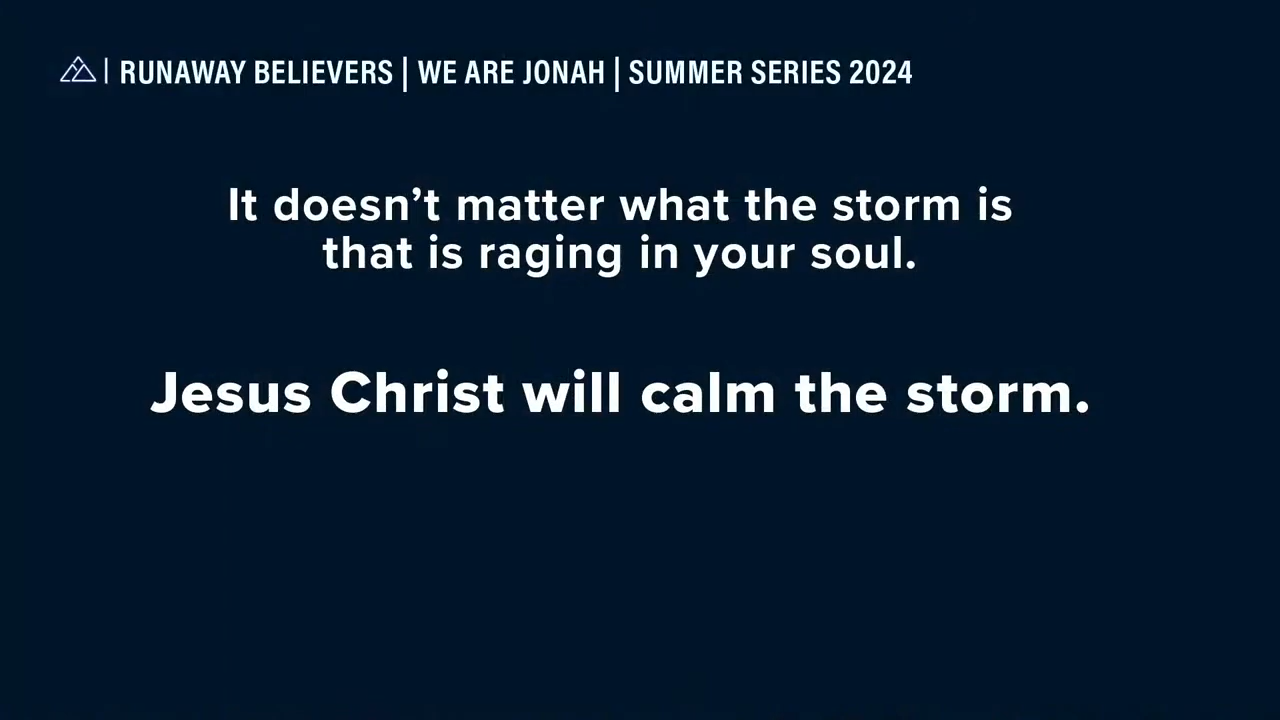 | RUNAWAY BELIEVERS | WE ARE JONAH | SUMMER SERIES 2024
It doesn’t matter what the storm is
that is raging in your soul.
Jesus Christ will calm the storm.